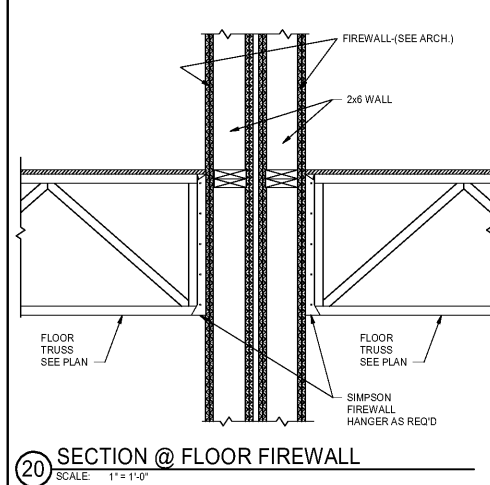 FIREWALL-(SEE ARCH.)
2x6 WALL
FLOOR
TRUSS
SEE PLAN
FLOOR
TRUSS
SEE PLAN
SIMPSON
FIREWALL
HANGER AS REQ'D
20 SECTION @ FLOOR FIREWALL
SCALE: 1" = 1'-0"